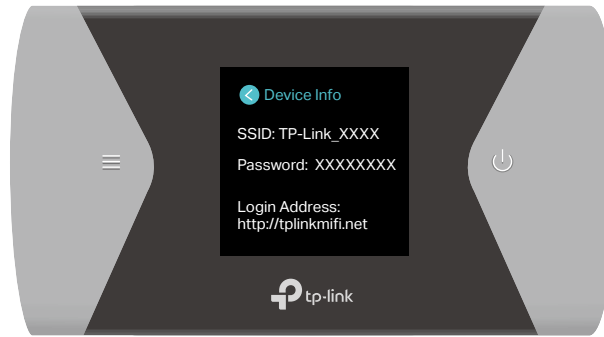 Device Info
SSID: TP-Link_XXXX
Password: XXXXXXXX
Login Address:
http://tplinkmifi.net
tp-link